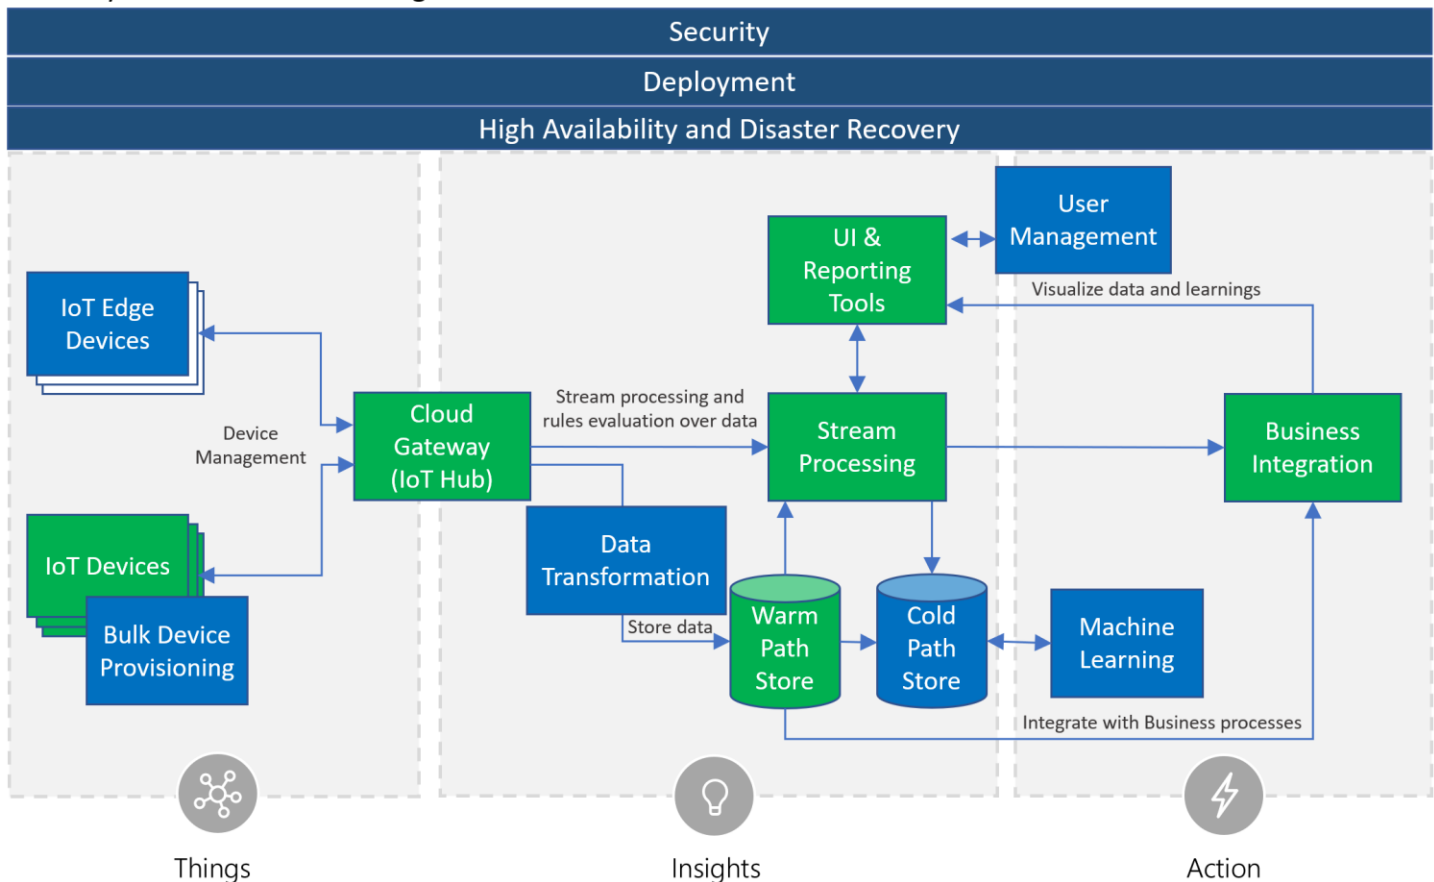 Security
Deployment
High Availability and Disaster Recovery
User
Management
UI &
Reporting
Tools
Visualize data and learnings
IoT Edge
Devices
Device
Management
Cloud
Gateway
(IoT Hub)
Stream processing and
rules evaluation over data
Stream
Processing
Business
Integration
IoT Devices
Bulk Device
Provisioning
Data
Transformation
Store data
Warm
Path
Store
Cold
Path
Store
Machine
Learning
Integrate with Business processes
Things
Insights
Action